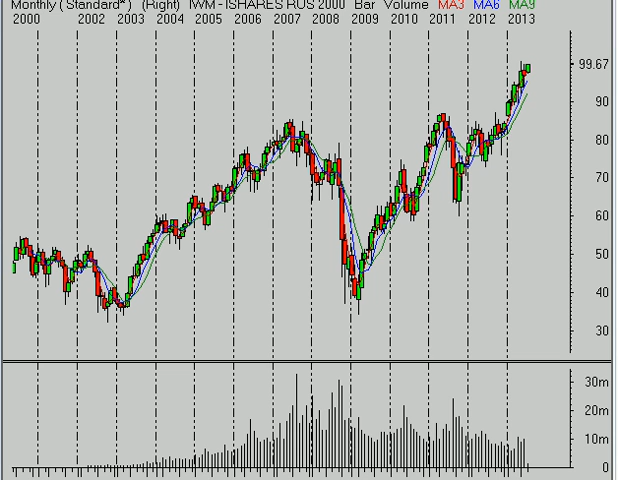 Monthly (Standard*) (Right) IWM - ISHARES RUS 2000 Bar Volume MA3 MA6 MA9
2000 2002 2003 2004 2005 2006 2007 2008 2009 2010 2011 2012 2013
99.67
90
80
70
60
50
40
30
30m
20m
10m
0